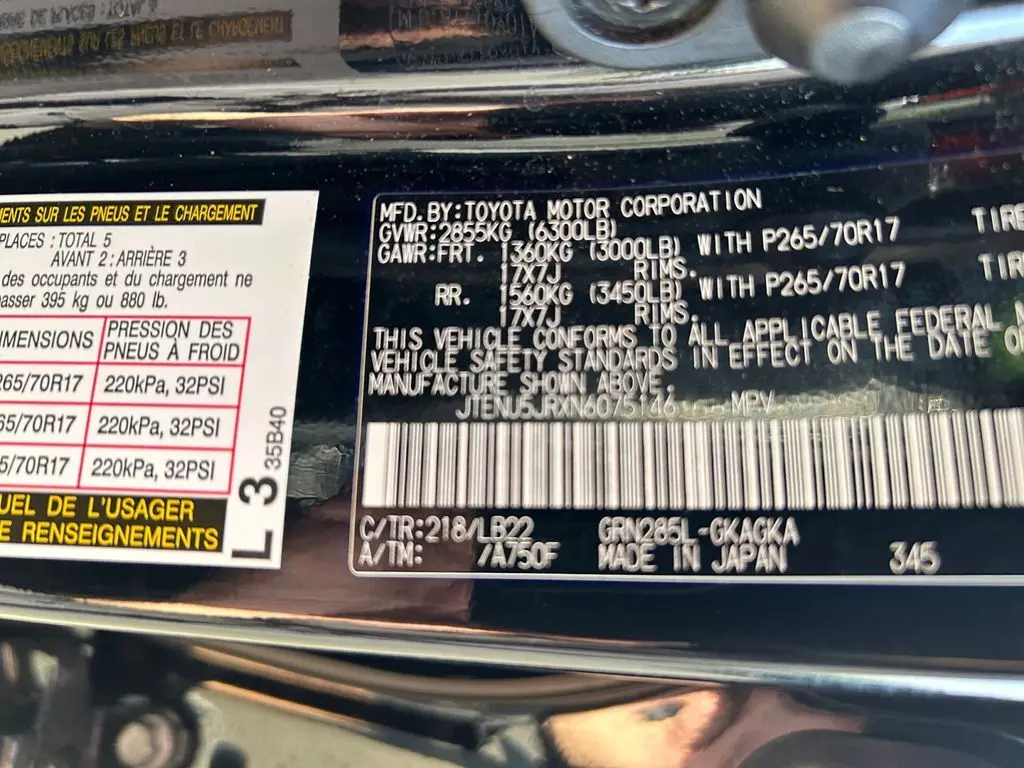 MENTS SUR LES PNEUS ET LE CHARGEMENT
PLACES : TOTAL 5
AVANT 2 : ARRIÈRE 3
des occupants et du chargement ne
passer 395 kg ou 880 lb.
IMENSIONS PRESSION DES
PNEUS À FROID
265/70R17 220kPa, 32PSI
65/70R17 220kPa, 32PSI
5/70R17 220kPa, 32PSI
UEL DE L'USAGER
E RENSEIGNEMENTS
L 3 35B40
MFD.BY:TOYOTA MOTOR CORPORATION
GVWR:2855KG (6300LB)
GAWR:FRT. 1360KG (3000LB) WITH P265/70R17 TIRE
17X7J RIMS.
RR. 1560KG (3450LB) WITH P265/70R17 TIR
17X7J RIMS.
THIS VEHICLE CONFORMS TO ALL APPLICABLE FEDERAL
VEHICLE SAFETY STANDARDS IN EFFECT ON THE DATE O
MANUFACTURE SHOWN ABOVE.
JTENU5JRXN6075146 MPV
C/TR:218/LB22 GRN285L-GKAGKA
A/TM: /A750F MADE IN JAPAN 345